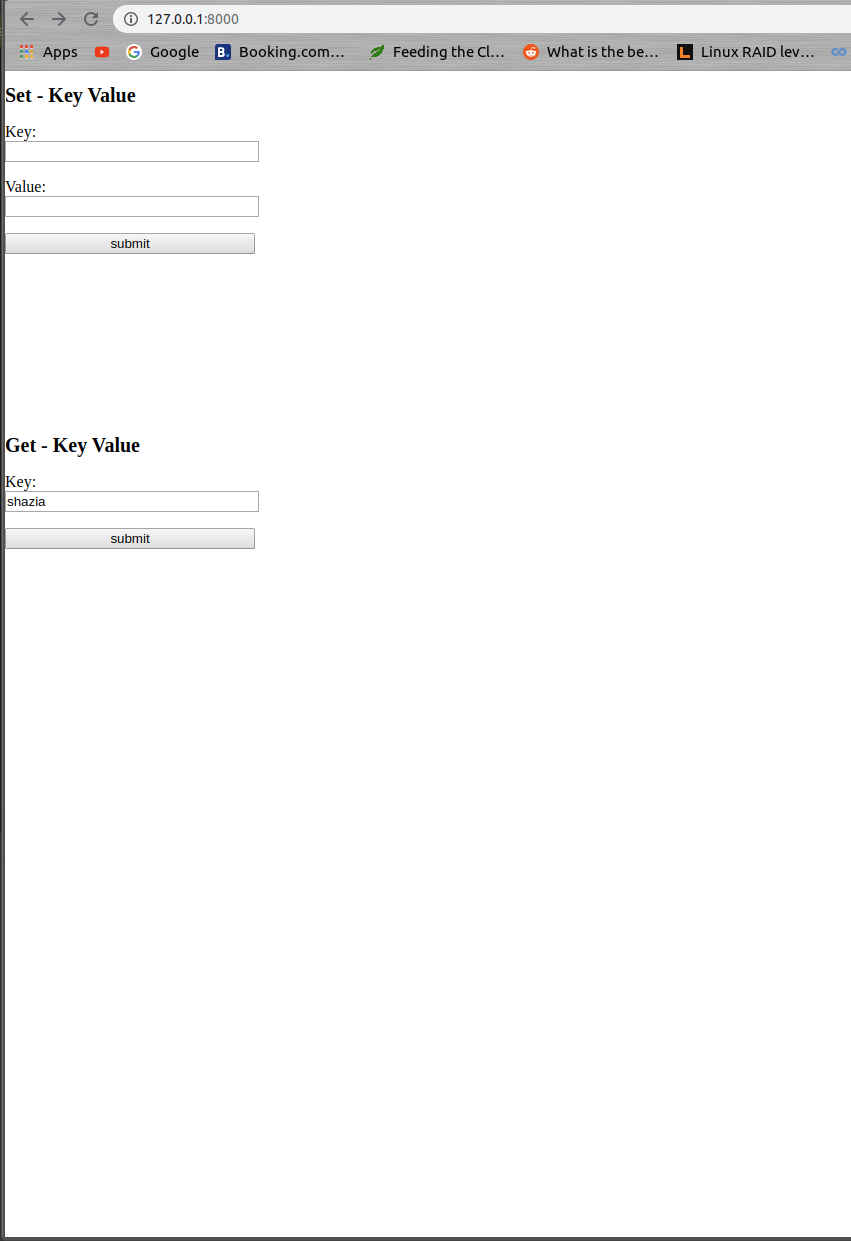 127.0.0.1:8000
Apps Google Booking.com… Feeding the Cl… What is the be… Linux RAID lev…
Set - Key Value
Key:
Value:
submit
Get - Key Value
Key:
shazia
submit